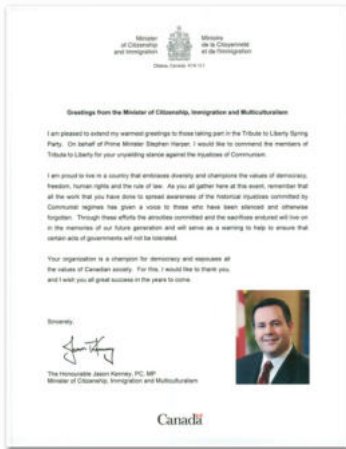 Minister
of Citizenship
and Immigration
Ministre
de la Citoyenneté
et de l'Immigration
Ottawa, Canada K1A 1L1
Greetings from the Minister of Citizenship, Immigration and Multiculturalism
I am pleased to extend my warmest greetings to those taking part in the Tribute to Liberty Spring
Party. On behalf of Prime Minister Stephen Harper, I would like to commend the members of
Tribute to Liberty for your unyielding stance against the injustices of Communism.
I am proud to live in a country that embraces diversity and champions the values of democracy,
freedom, human rights and the rule of law. As you all gather here at this event, remember that
all the work that you have done to spread awareness of the historical injustices committed by
Communist regimes has given a voice to those who have been silenced and otherwise
forgotten. Through these efforts the atrocities committed and the sacrifices endured will live on
in the memories of our future generation and will serve as a warning to help to ensure that
certain acts of governments will not be tolerated.
Your organization is a champion for democracy and espouses all
the values of Canadian society. For this, I would like to thank you
and I wish you all great success in the years to come.
Sincerely,
Jason Kenney
The Honourable Jason Kenney, PC, MP
Minister of Citizenship, Immigration and Multiculturalism
Canada